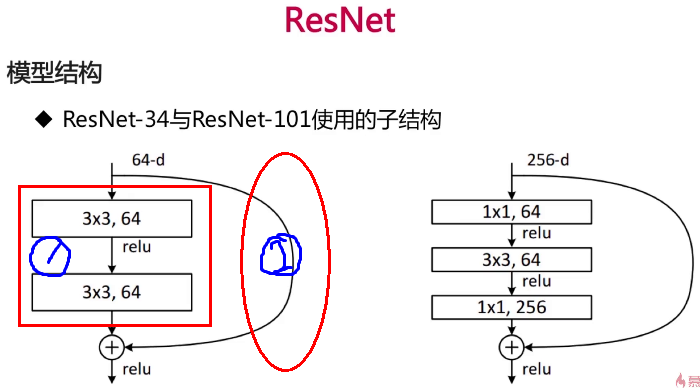 ResNet
模型结构
◆ ResNet-34与ResNet-101使用的子结构
64-d
3x3, 64
relu
3x3, 64
+
relu
256-d
1x1, 64
relu
3x3, 64
relu
1x1, 256
+
relu